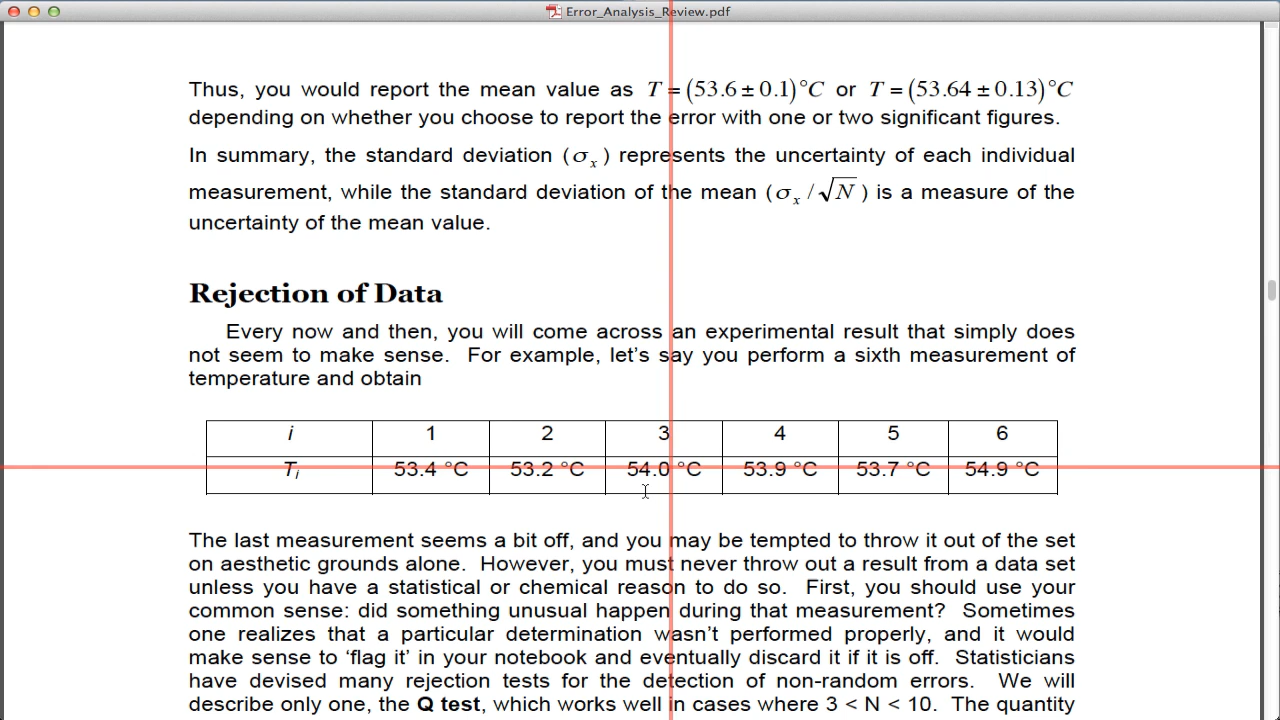 Error_Analysis_Review.pdf
Thus, you would report the mean value as T = (53.6 ± 0.1)°C or T = (53.64 ± 0.13)°C
depending on whether you choose to report the error with one or two significant figures.
In summary, the standard deviation (σx) represents the uncertainty of each individual
measurement, while the standard deviation of the mean (σx / √N) is a measure of the
uncertainty of the mean value.
Rejection of Data
Every now and then, you will come across an experimental result that simply does
not seem to make sense. For example, let's say you perform a sixth measurement of
temperature and obtain
i 1 2 3 4 5 6
Ti 53.4 °C 53.2 °C 54.0 °C 53.9 °C 53.7 °C 54.9 °C
The last measurement seems a bit off, and you may be tempted to throw it out of the set
on aesthetic grounds alone. However, you must never throw out a result from a data set
unless you have a statistical or chemical reason to do so. First, you should use your
common sense: did something unusual happen during that measurement? Sometimes
one realizes that a particular determination wasn't performed properly, and it would
make sense to 'flag it' in your notebook and eventually discard it if it is off. Statisticians
have devised many rejection tests for the detection of non-random errors. We will
describe only one, the Q test, which works well in cases where 3 < N < 10. The quantity